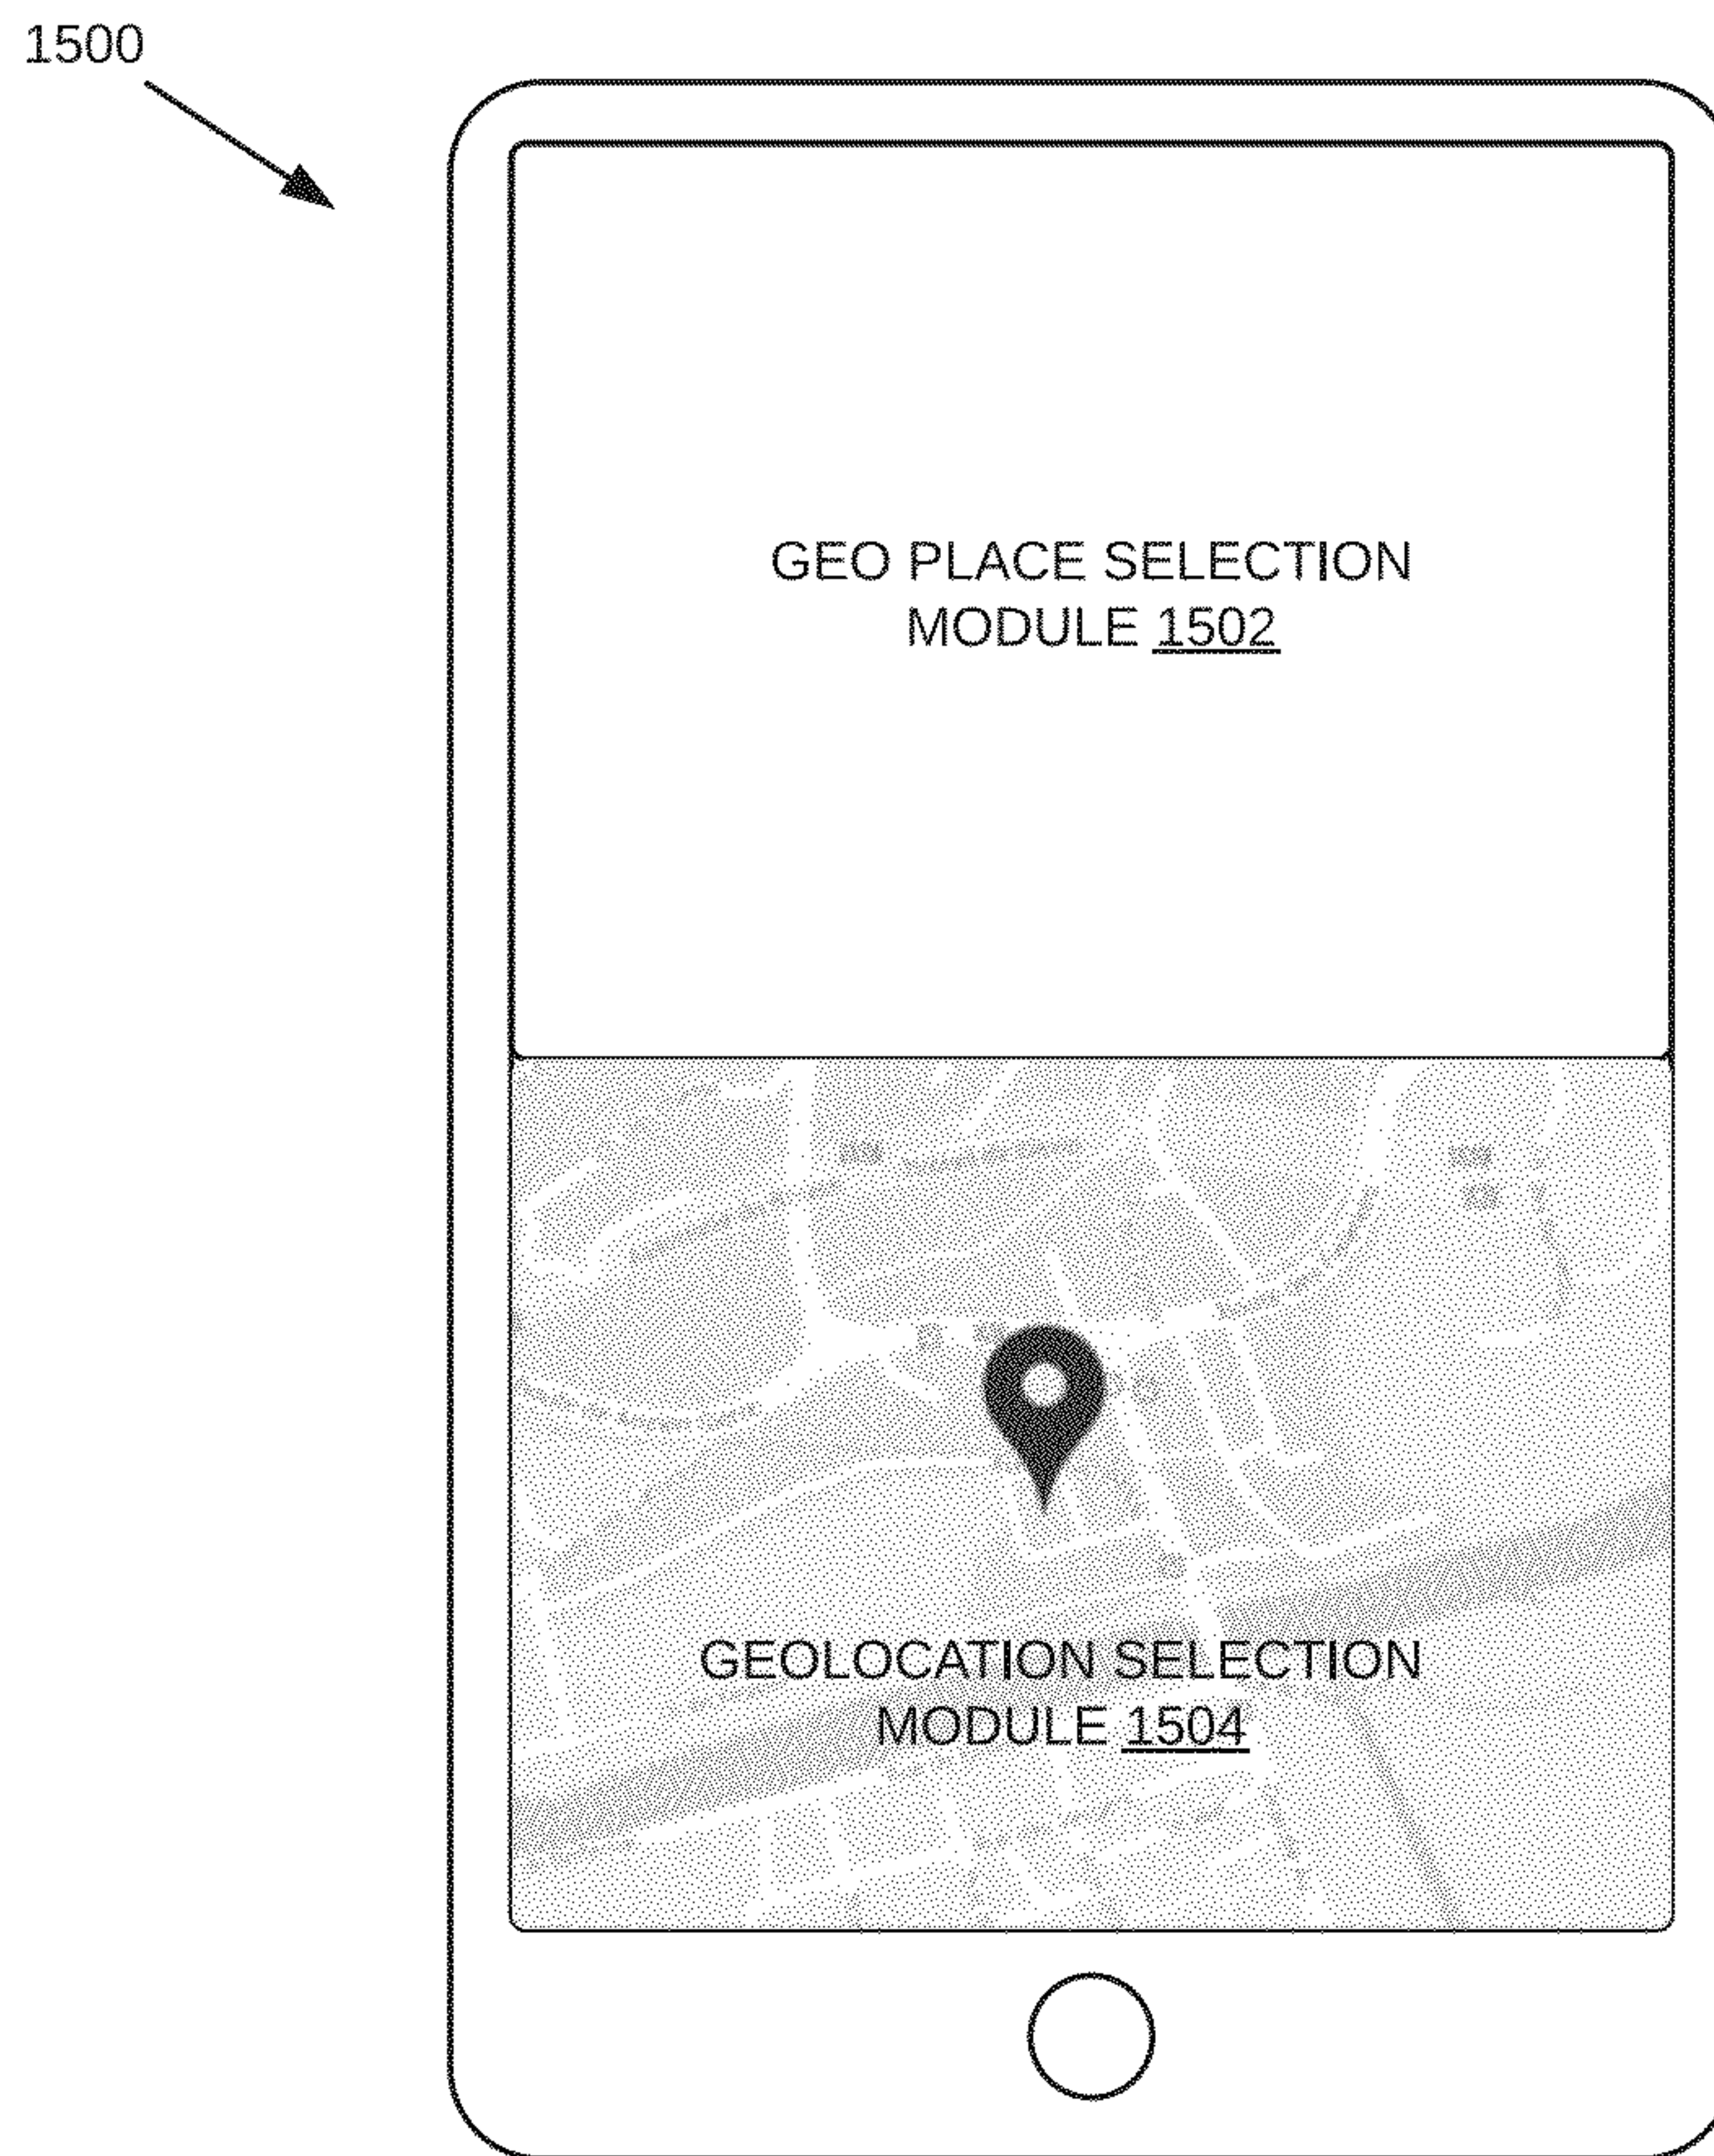 1500
GEO PLACE SELECTION
MODULE 1502
GEOLOCATION SELECTION
MODULE 1504